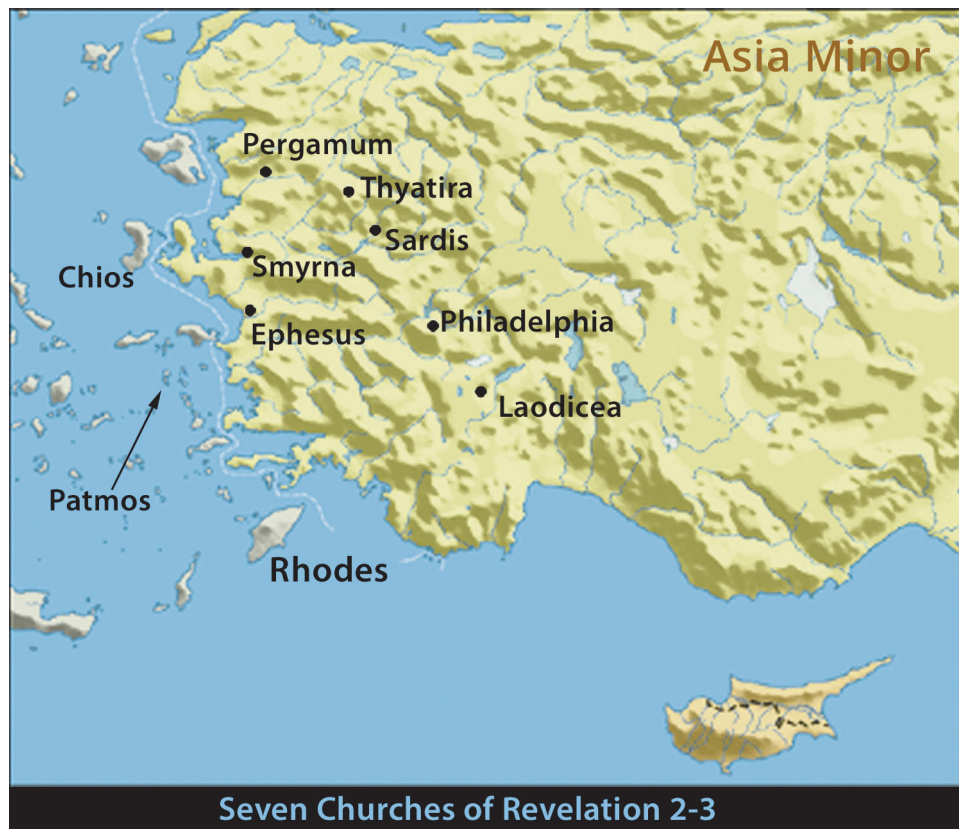 Asia Minor
Pergamum
Thyatira
Sardis
Smyrna
Chios
Ephesus
Philadelphia
Laodicea
Patmos
Rhodes
Seven Churches of Revelation 2-3